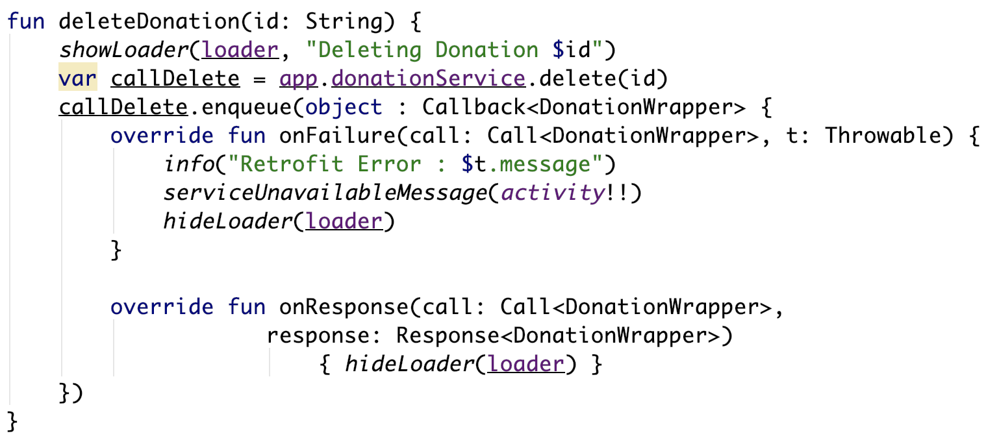 fun deleteDonation(id: String) {
    showLoader(loader, "Deleting Donation $id")
    var callDelete = app.donationService.delete(id)
    callDelete.enqueue(object : Callback<DonationWrapper> {
        override fun onFailure(call: Call<DonationWrapper>, t: Throwable) {
            info("Retrofit Error : $t.message")
            serviceUnavailableMessage(activity!!)
            hideLoader(loader)
        }

        override fun onResponse(call: Call<DonationWrapper>,
                    response: Response<DonationWrapper>)
                        { hideLoader(loader) }
    })
}